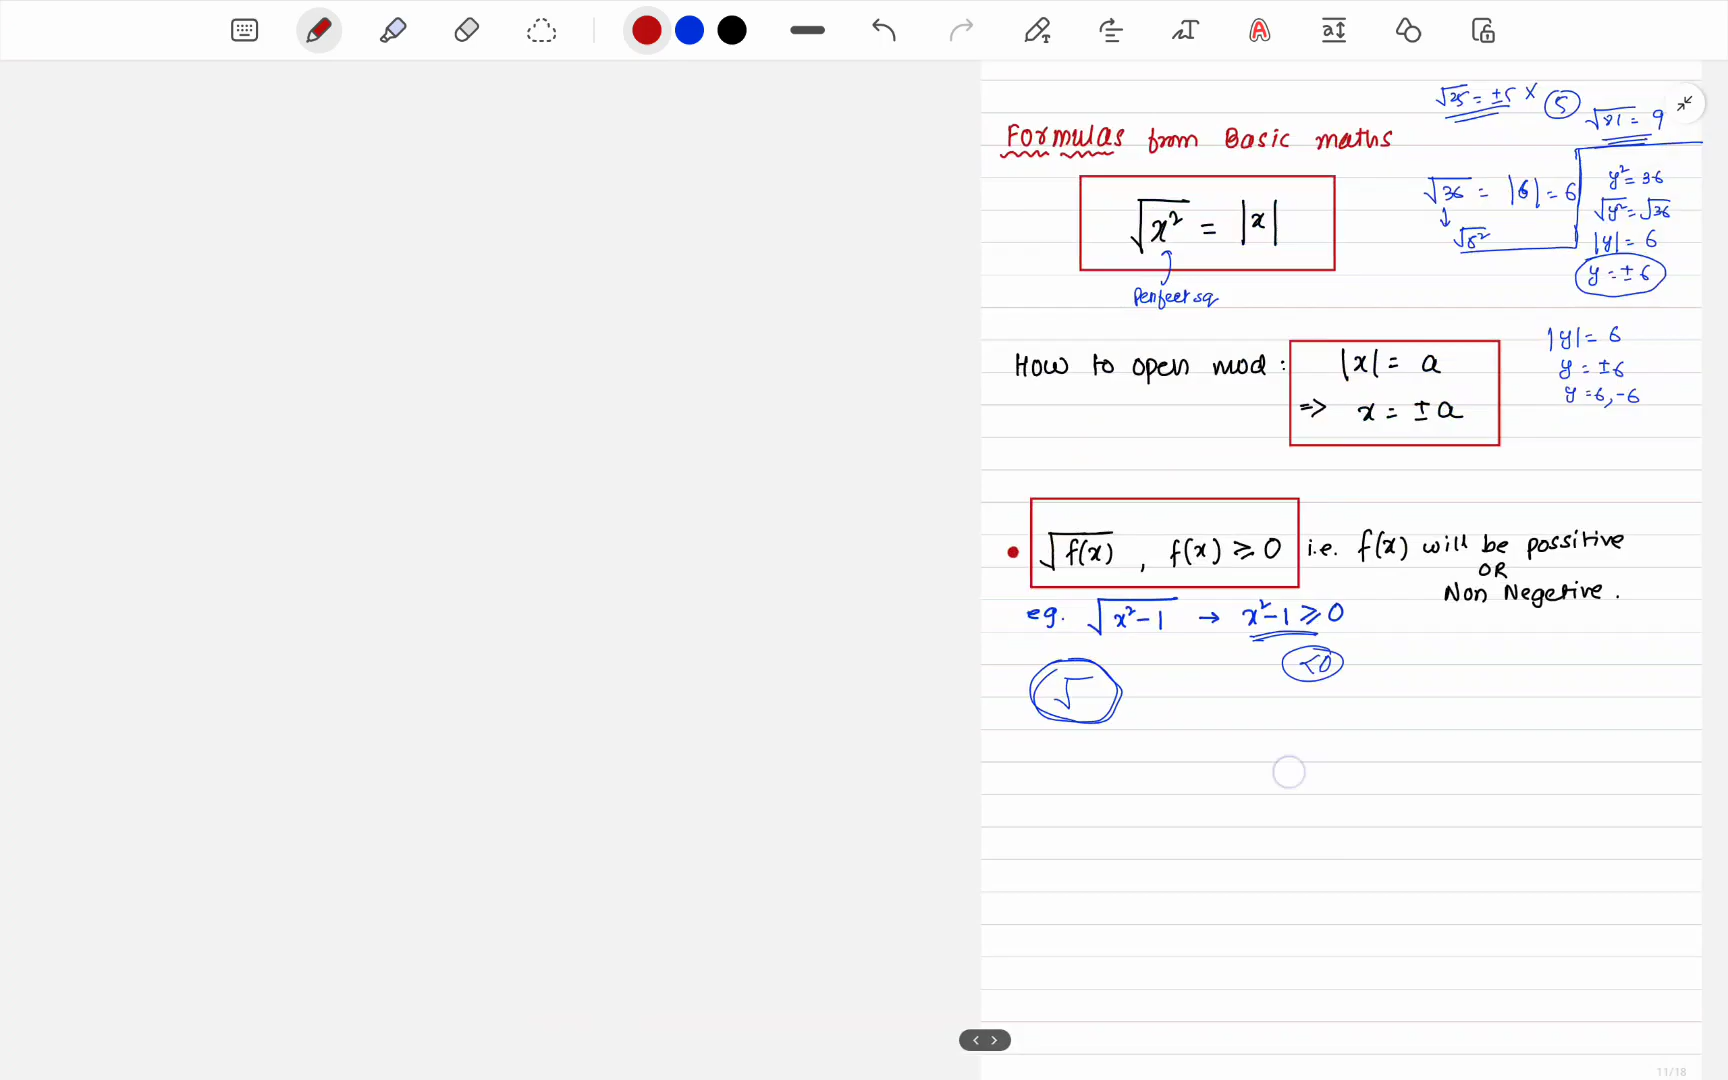 √25 = ±5 × 5
√81 = 9
Formulas from Basic maths
√x² = |x|
Perfect sq
√36 = |6| = 6
√6²
y² = 36
√y² = √36
|y| = 6
y = ±6
How to open mod :
|x| = a
=> x = ±a
|y| = 6
y = ±6
y = 6, -6
• √f(x) , f(x) ⩾ 0 i.e. f(x) will be possitive
OR
Non Negetive .
eg. √x²-1 → x²-1 ⩾ 0
<0
√
11/18